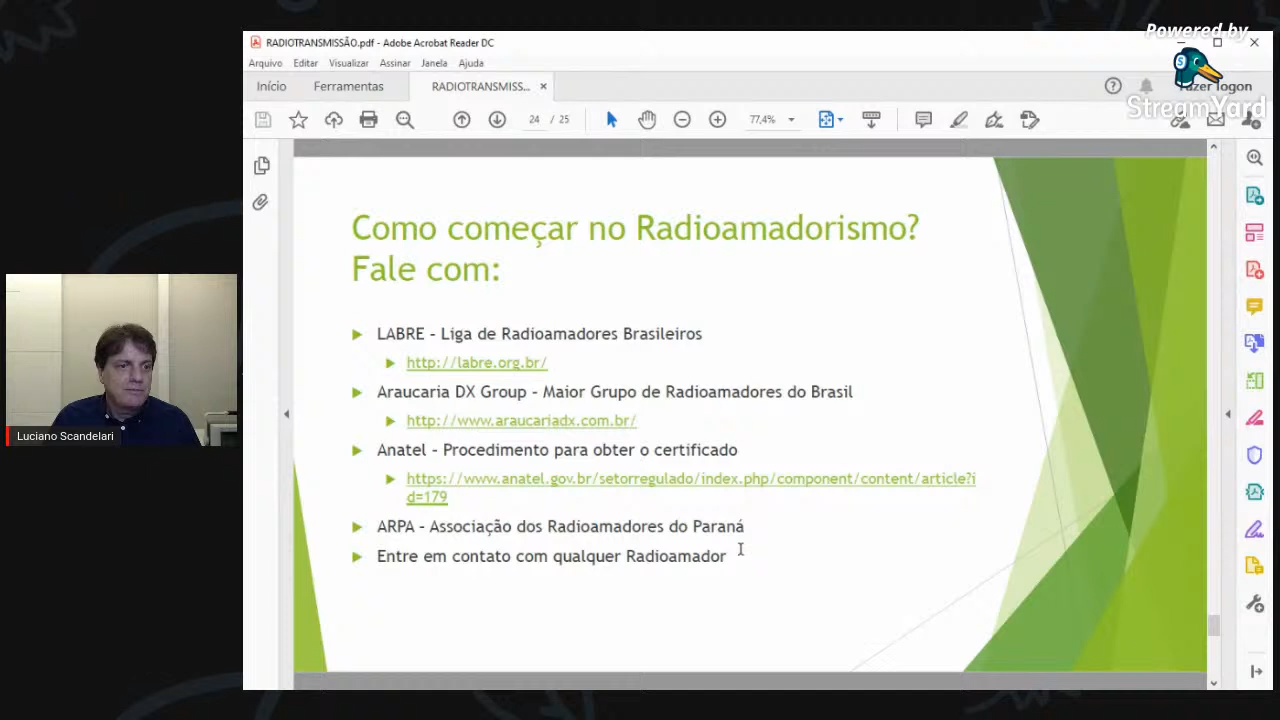 Powered by
StreamYard
RADIOTRANSMISSÃO.pdf - Adobe Acrobat Reader DC
Arquivo Editar Visualizar Assinar Janela Ajuda
Início Ferramentas RADIOTRANSMISS... × Fazer logon
24 / 25 77,4%
Como começar no Radioamadorismo?
Fale com:
LABRE - Liga de Radioamadores Brasileiros
http://labre.org.br/
Araucaria DX Group - Maior Grupo de Radioamadores do Brasil
http://www.araucariadx.com.br/
Anatel - Procedimento para obter o certificado
https://www.anatel.gov.br/setorregulado/index.php/component/content/article?i
d=179
ARPA - Associação dos Radioamadores do Paraná
Entre em contato com qualquer Radioamador
Luciano Scandelari